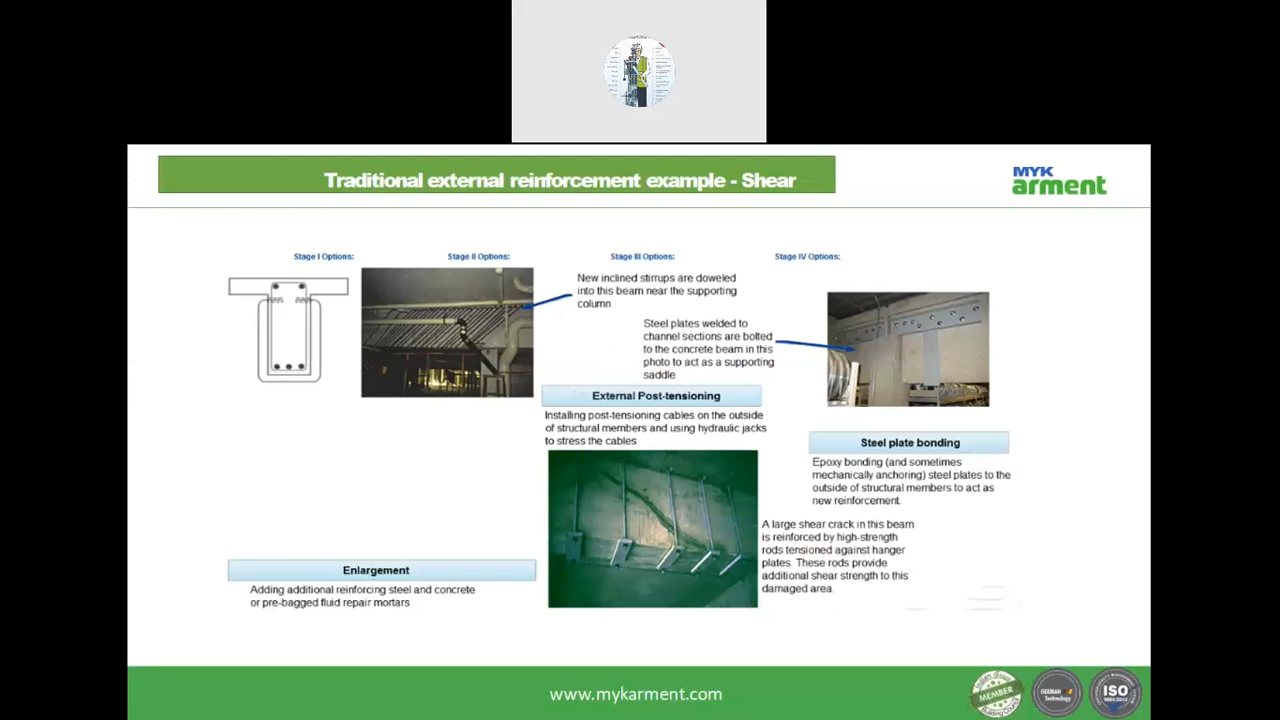 Traditional external reinforcement example - Shear
MYK
arment
Stage I Options:
Stage II Options:
Stage III Options:
Stage IV Options:
New inclined stirrups are doweled
into this beam near the supporting
column
Steel plates welded to
channel sections are bolted
to the concrete beam in this
photo to act as a supporting
saddle
External Post-tensioning
Installing post-tensioning cables on the outside
of structural members and using hydraulic jacks
to stress the cables
Steel plate bonding
Epoxy bonding (and sometimes
mechanically anchoring) steel plates to the
outside of structural members to act as
new reinforcement.
A large shear crack in this beam
is reinforced by high-strength
rods tensioned against hanger
plates. These rods provide
additional shear strength to this
damaged area.
Enlargement
Adding additional reinforcing steel and concrete
or pre-bagged fluid repair mortars
www.mykarment.com
MEMBER
GERMAN
Technology
ISO